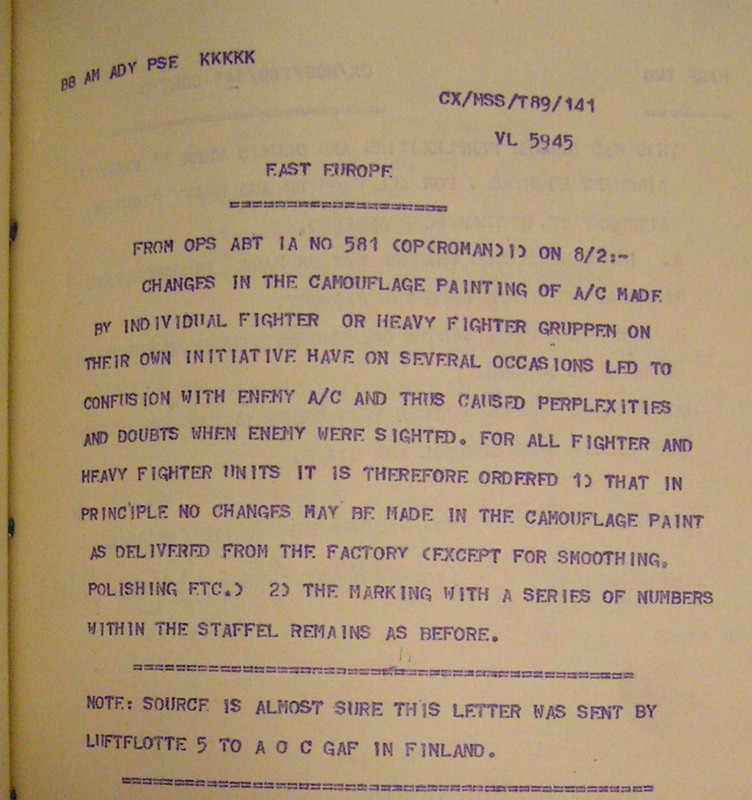 BB AM ADY PSE KKKKK
CX/MSS/T89/141
VL 5945
EAST EUROPE
FROM OPS ABT IA NO 581 (OP(ROMAN)1) ON 8/2:-
CHANGES IN THE CAMOUFLAGE PAINTING OF A/C MADE
BY INDIVIDUAL FIGHTER OR HEAVY FIGHTER GRUPPEN ON
THEIR OWN INITIATIVE HAVE ON SEVERAL OCCASIONS LED TO
CONFUSION WITH ENEMY A/C AND THUS CAUSED PERPLEXITIES
AND DOUBTS WHEN ENEMY WERE SIGHTED. FOR ALL FIGHTER AND
HEAVY FIGHTER UNITS IT IS THEREFORE ORDERED 1) THAT IN
PRINCIPLE NO CHANGES MAY BE MADE IN THE CAMOUFLAGE PAINT
AS DELIVERED FROM THE FACTORY (EXCEPT FOR SMOOTHING,
POLISHING ETC.) 2) THE MARKING WITH A SERIES OF NUMBERS
WITHIN THE STAFFEL REMAINS AS BEFORE.
NOTE: SOURCE IS ALMOST SURE THIS LETTER WAS SENT BY
LUFTFLOTTE 5 TO A O C GAF IN FINLAND.